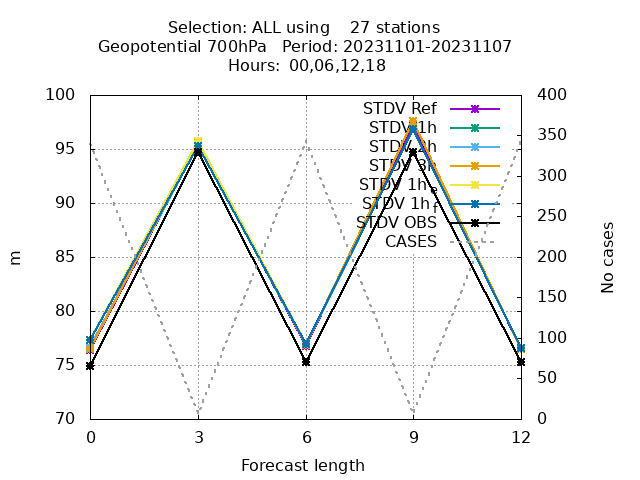 Selection: ALL using    27 stations
Geopotential 700hPa   Period: 20231101-20231107
Hours: 00,06,12,18
100
95
90
85
80
75
70
400
350
300
250
200
150
100
50
0
m
No cases
STDV Ref
STDV 1h
STDV 2h
STDV 3h
STDV 1h e
STDV 1h f
STDV OBS
CASES
0 3 6 9 12
Forecast length